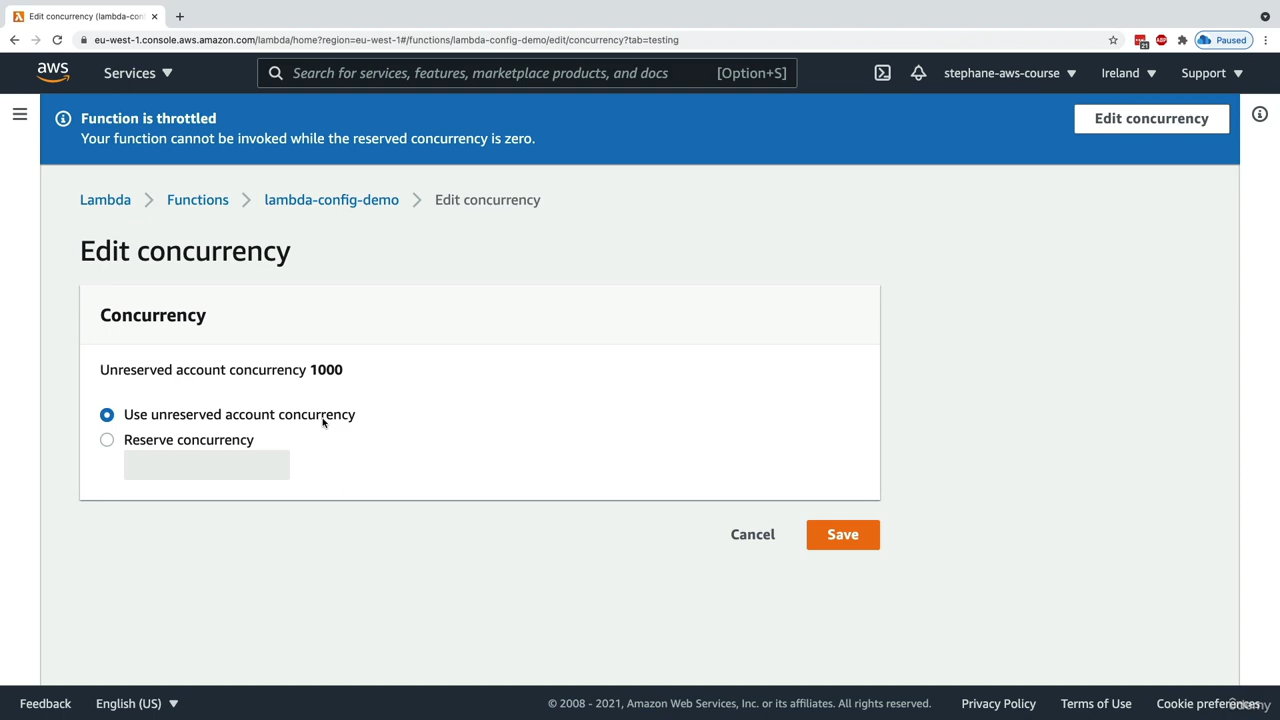 Edit concurrency (lambda-con
eu-west-1.console.aws.amazon.com/lambda/home?region=eu-west-1#/functions/lambda-config-demo/edit/concurrency?tab=testing
21
ABP
Paused
aws
Services
Search for services, features, marketplace products, and docs
[Option+S]
stephane-aws-course
Ireland
Support
Function is throttled
Your function cannot be invoked while the reserved concurrency is zero.
Edit concurrency
Lambda
Functions
lambda-config-demo
Edit concurrency
Edit concurrency
Concurrency
Unreserved account concurrency 1000
Use unreserved account concurrency
Reserve concurrency
Cancel
Save
Feedback
English (US)
© 2008 - 2021, Amazon Web Services, Inc. or its affiliates. All rights reserved.
Privacy Policy
Terms of Use
Cookie preferences
Udemy